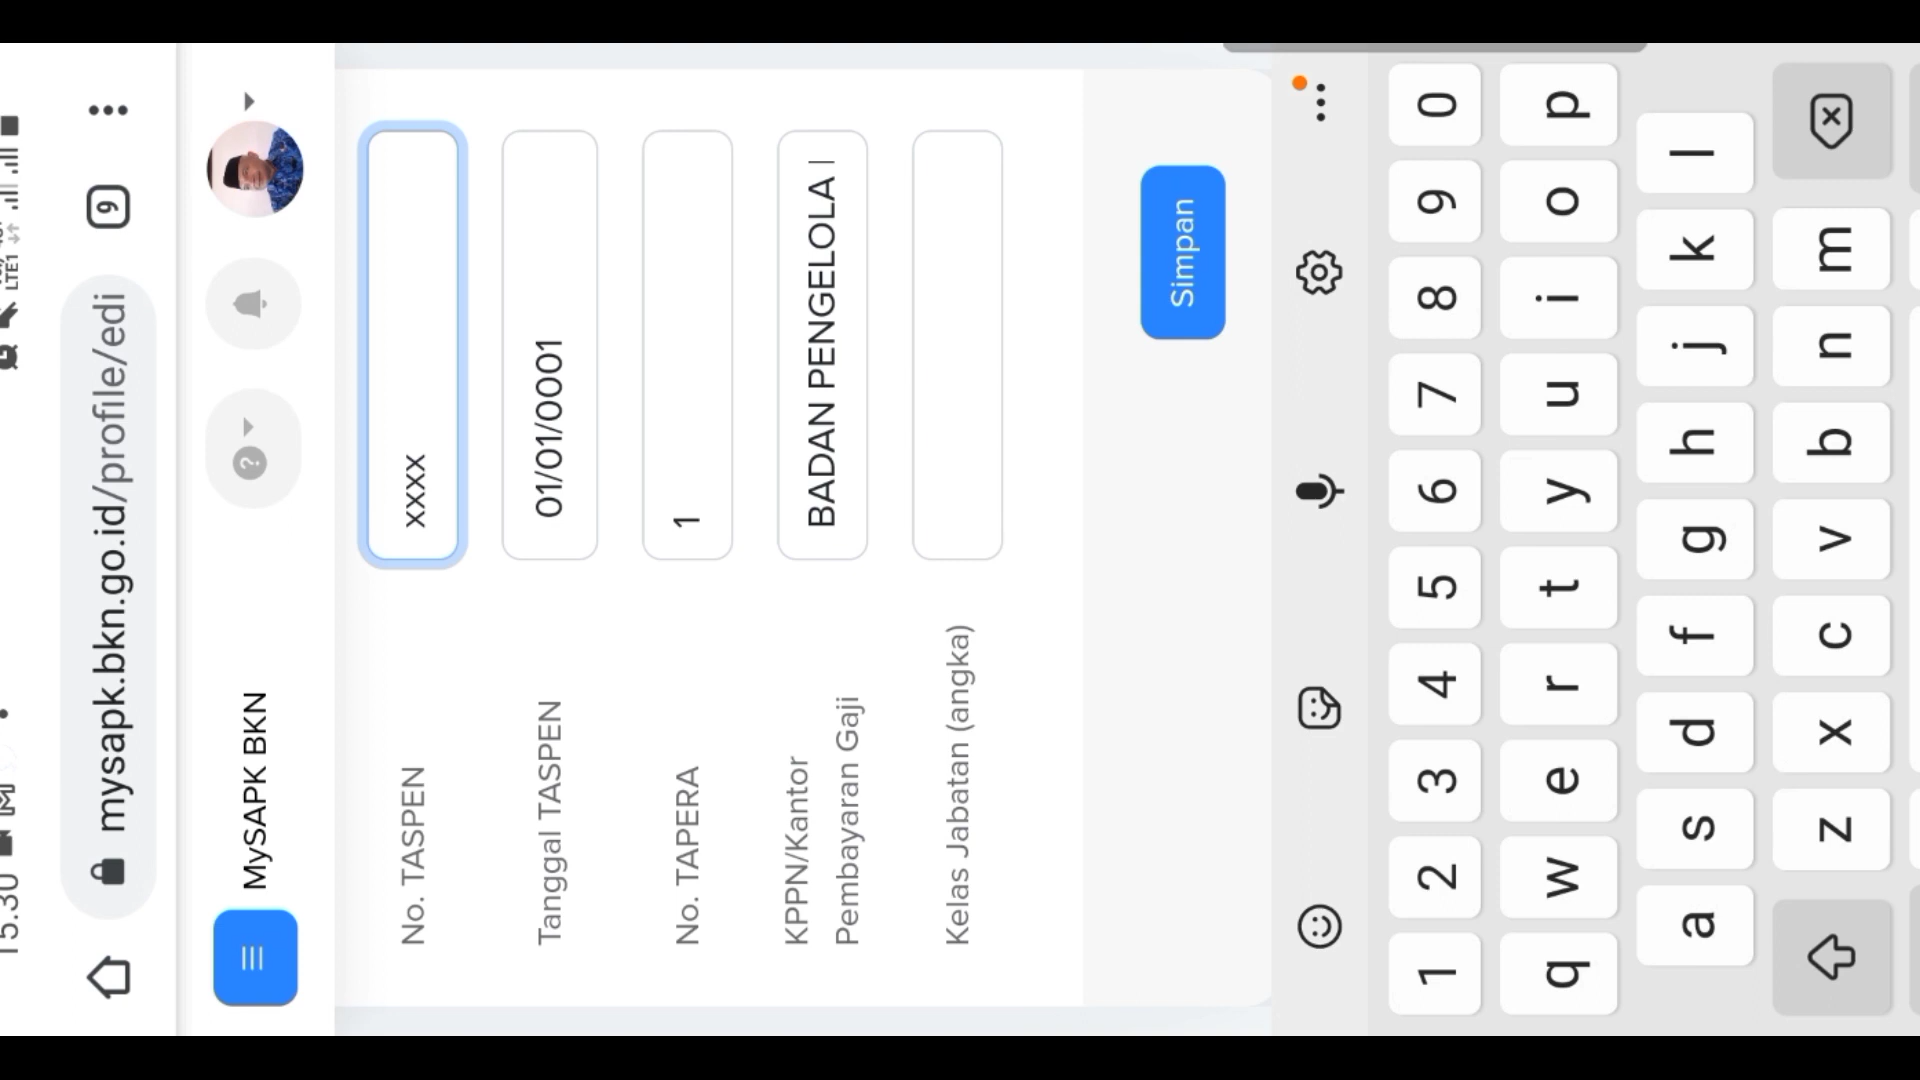 15.30
LTE1
mysapk.bkn.go.id/profile/edi
9
MySAPK BKN
?
No. TASPEN
xxxx
Tanggal TASPEN
01/01/0001
No. TAPERA
1
KPPN/Kantor
Pembayaran Gaji
BADAN PENGELOLA
Kelas Jabatan (angka)
Simpan
1 2 3 4 5 6 7 8 9 0
q w e r t y u i o p
a s d f g h j k l
z x c v b n m